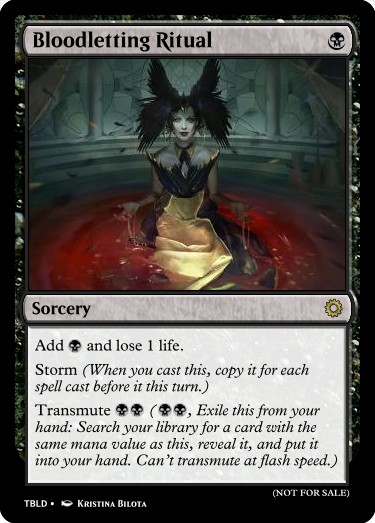 Bloodletting Ritual
Sorcery
Add and lose 1 life.
Storm (When you cast this, copy it for each
spell cast before it this turn.)
Transmute ( , Exile this from your
hand: Search your library for a card with the
same mana value as this, reveal it, and put it
into your hand. Can't transmute at flash speed.)
(NOT FOR SALE)
TBLD • Kristina Bilota